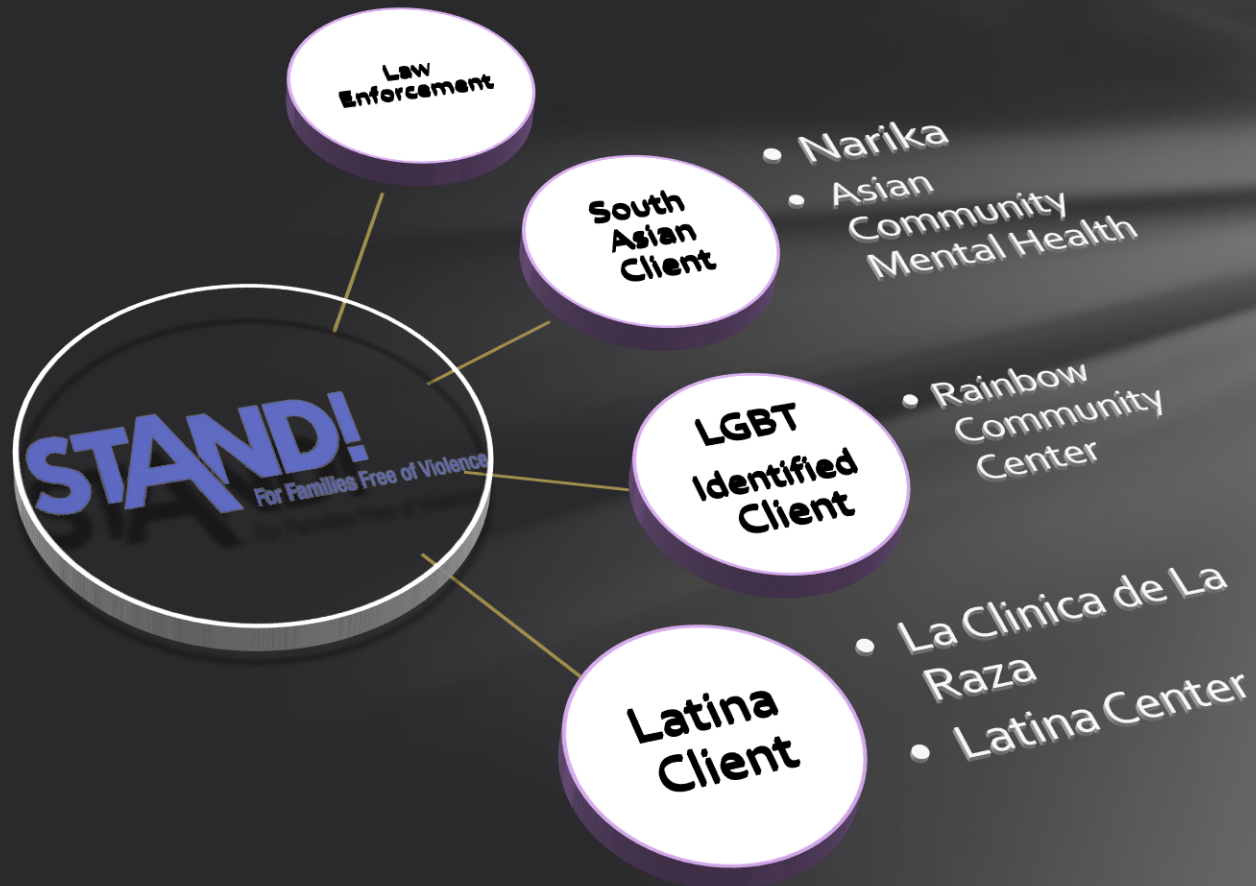 Law
Enforcement
South
Asian
Client
• Narika
• Asian
Community
Mental Health
STAND!
For Families Free of Violence
LGBT
Identified
Client
• Rainbow
Community
Center
Latina
Client
• La Clinica de La
Raza
• Latina Center